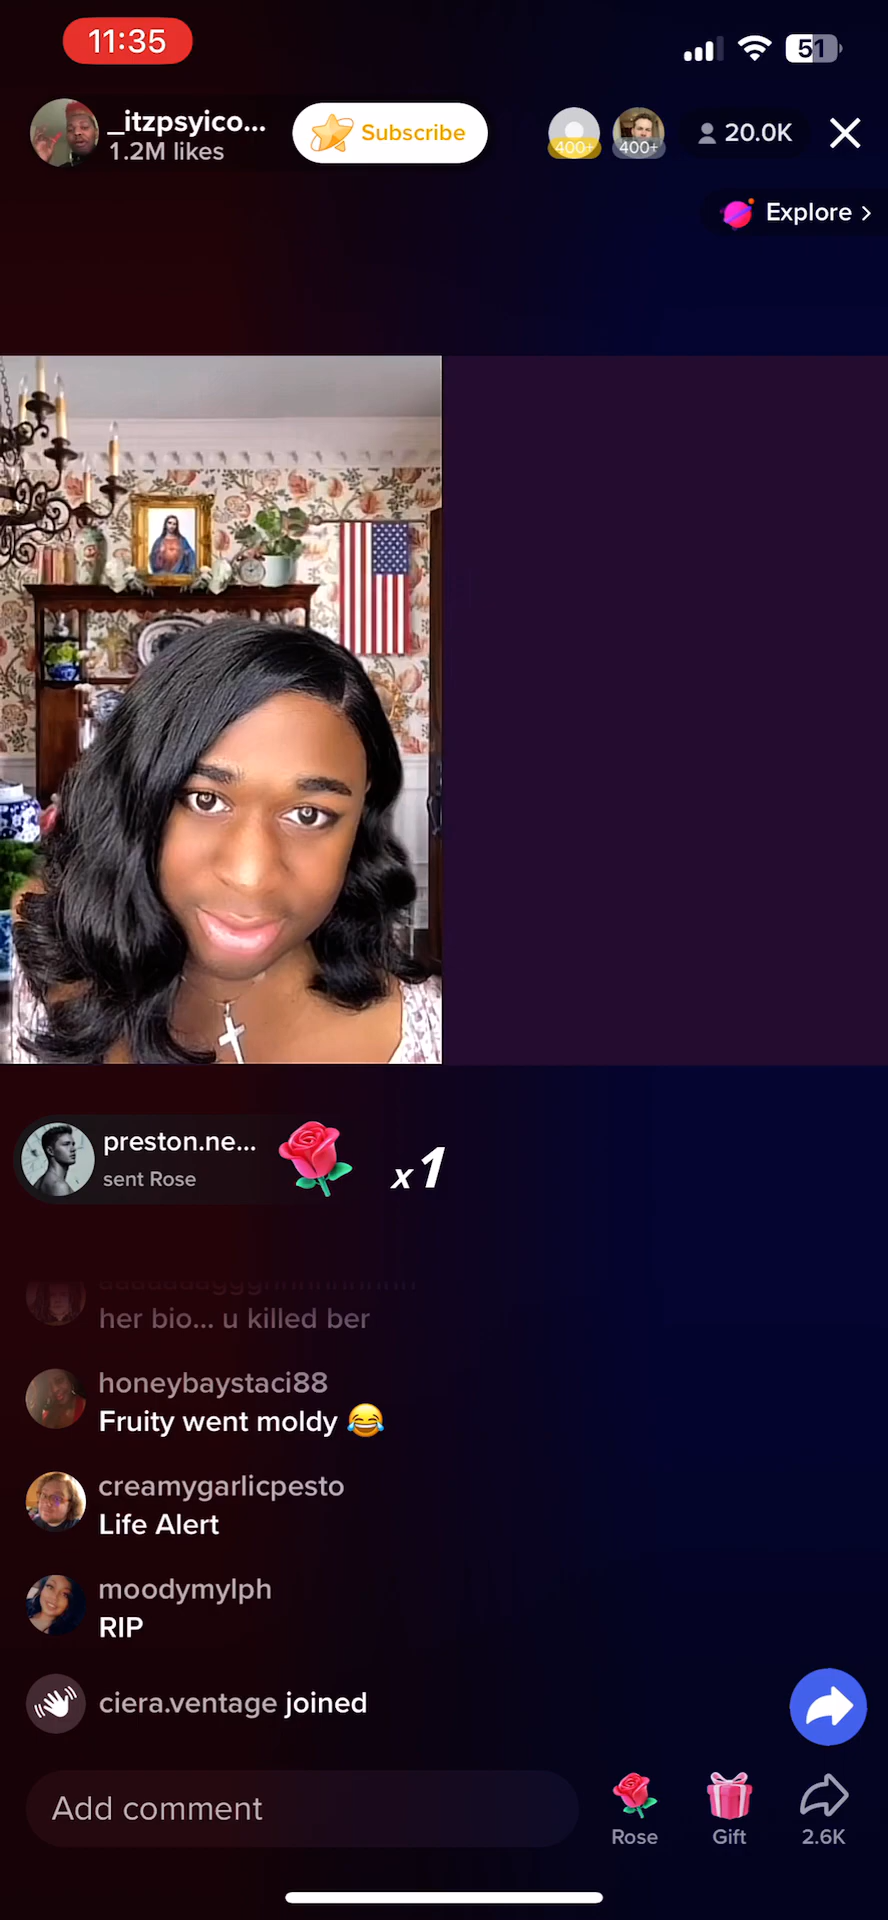 11:35
51
_itzpsyico...
1.2M likes
Subscribe
400+
400+
20.0K
Explore >
preston.ne...
sent Rose
x1
her bio... u killed ber
honeybaystaci88
Fruity went moldy 😂
creamygarlicpesto
Life Alert
moodymylph
RIP
ciera.ventage joined
Add comment
Rose
Gift
2.6K